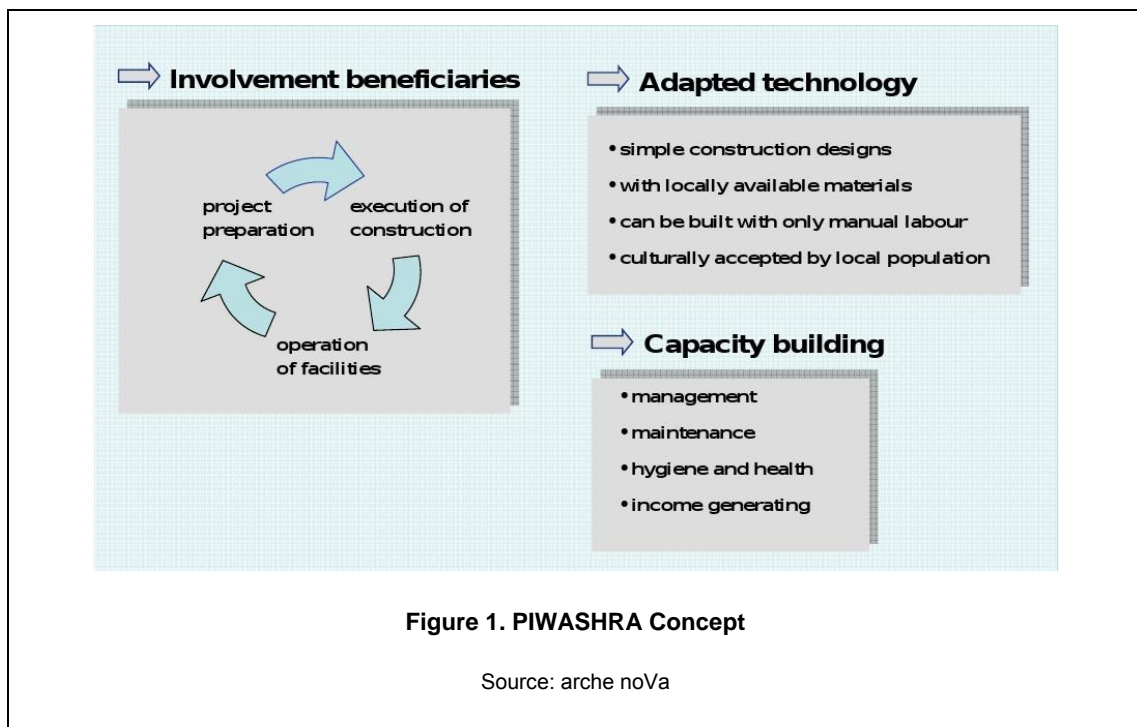 Involvement beneficiaries
project
preparation
execution of
construction
operation
of facilities
Adapted technology
• simple construction designs
• with locally available materials
• can be built with only manual labour
• culturally accepted by local population
Capacity building
• management
• maintenance
• hygiene and health
• income generating
Figure 1. PIWASHRA Concept
Source: arche noVa